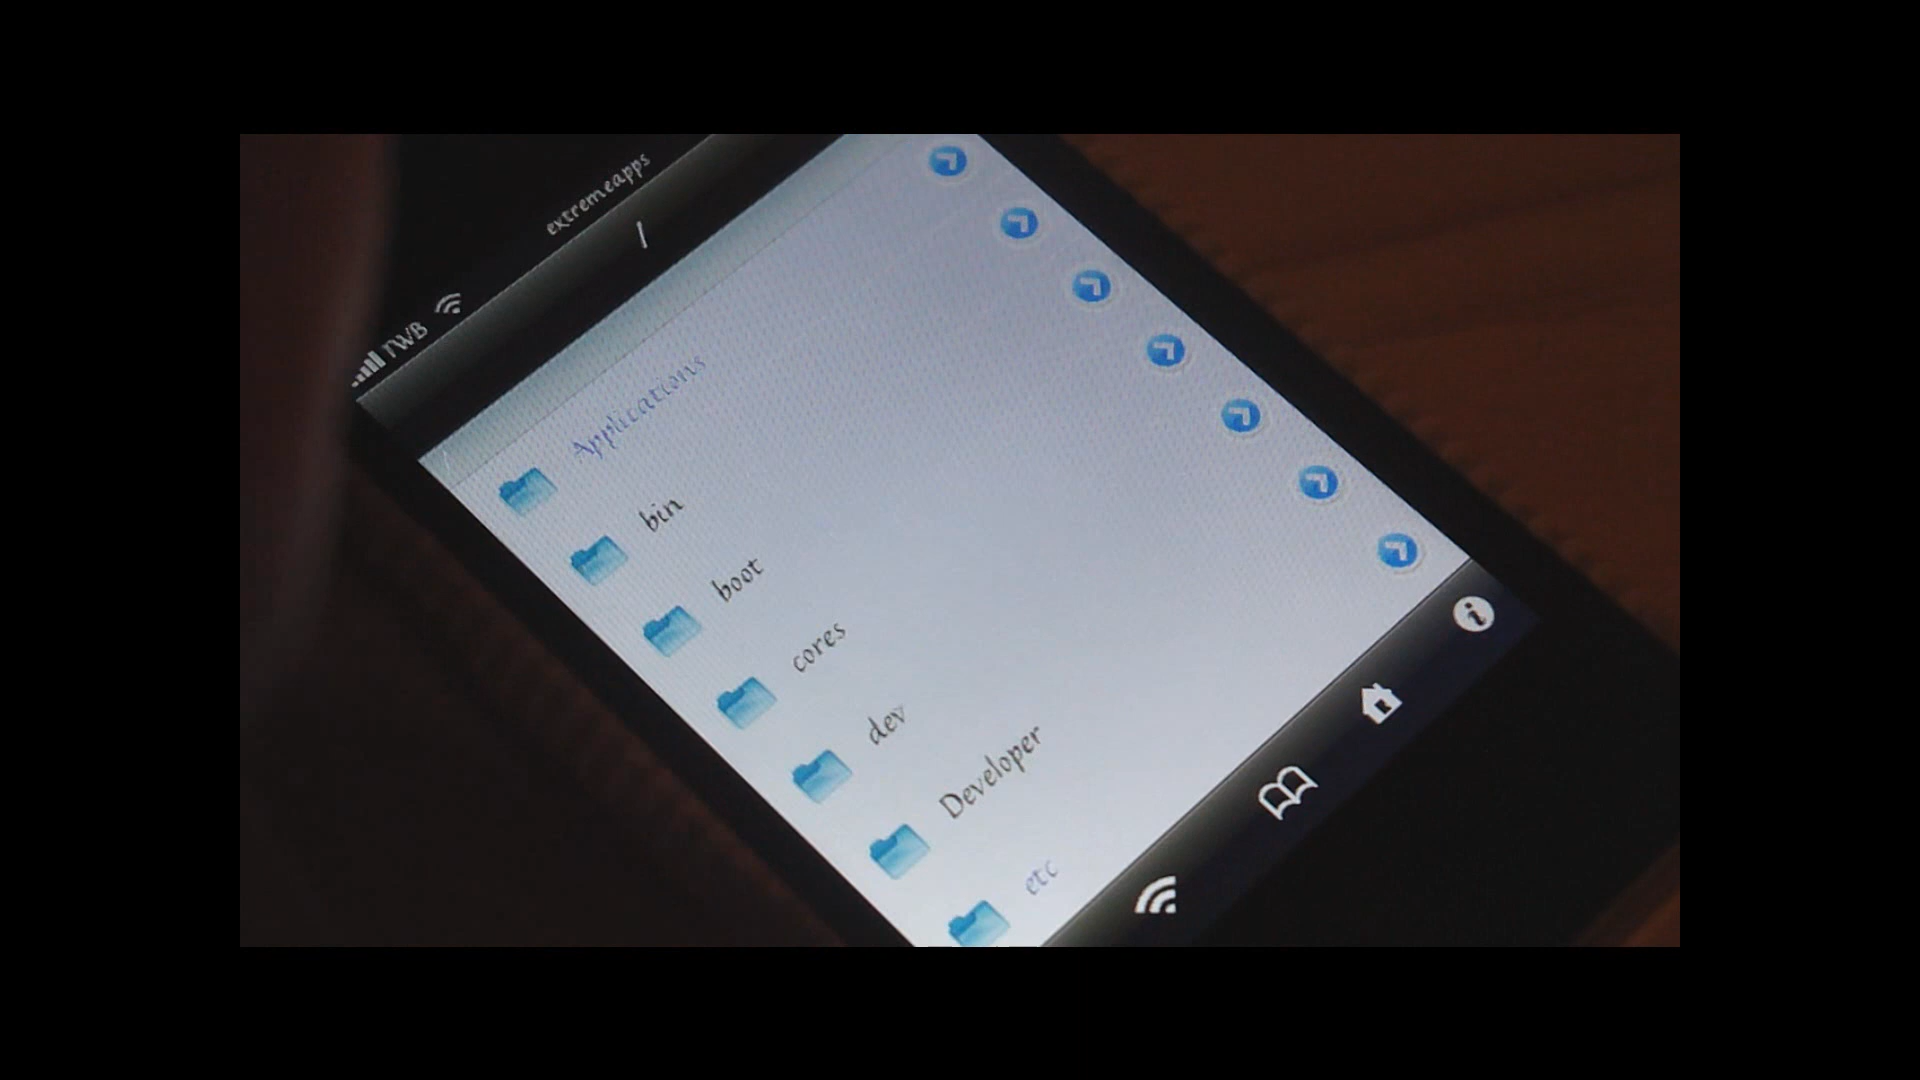 TWB
extremeapps
/
Applications
bin
boot
cores
dev
Developer
etc